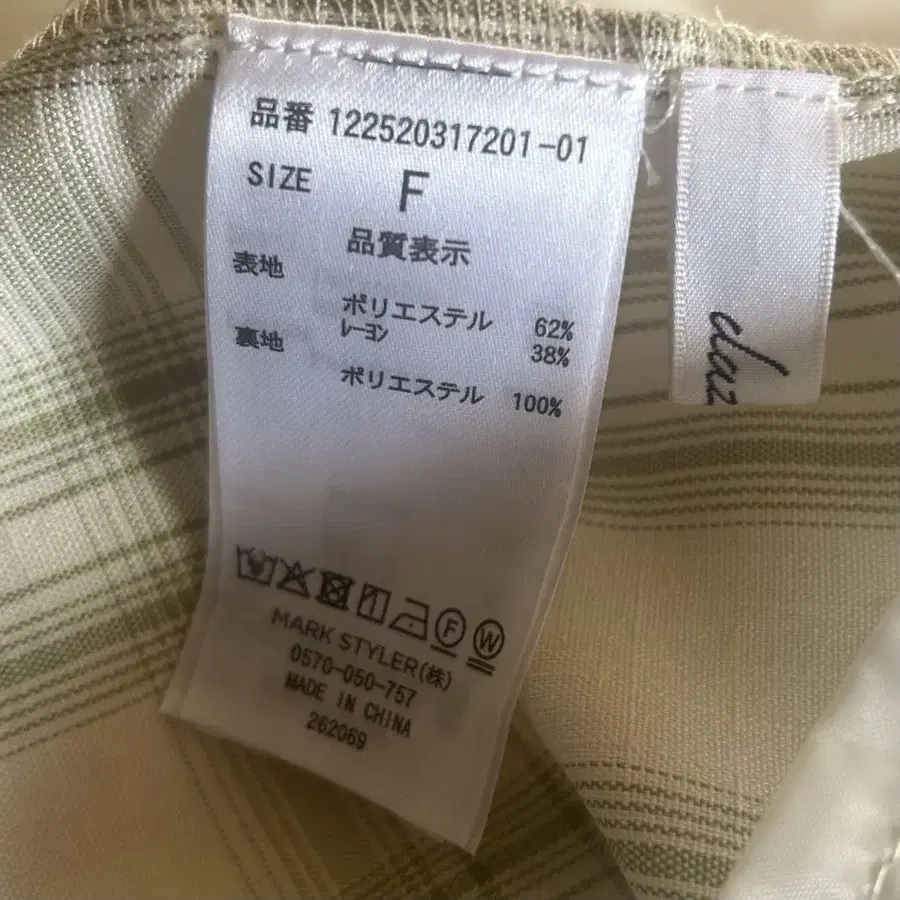 品番 122520317201-01
SIZE F
品質表示
表地
ポリエステル 62%
レーヨン 38%
裏地
ポリエステル 100%
F W
MARK STYLER(株)
0570-050-757
MADE IN CHINA
262069